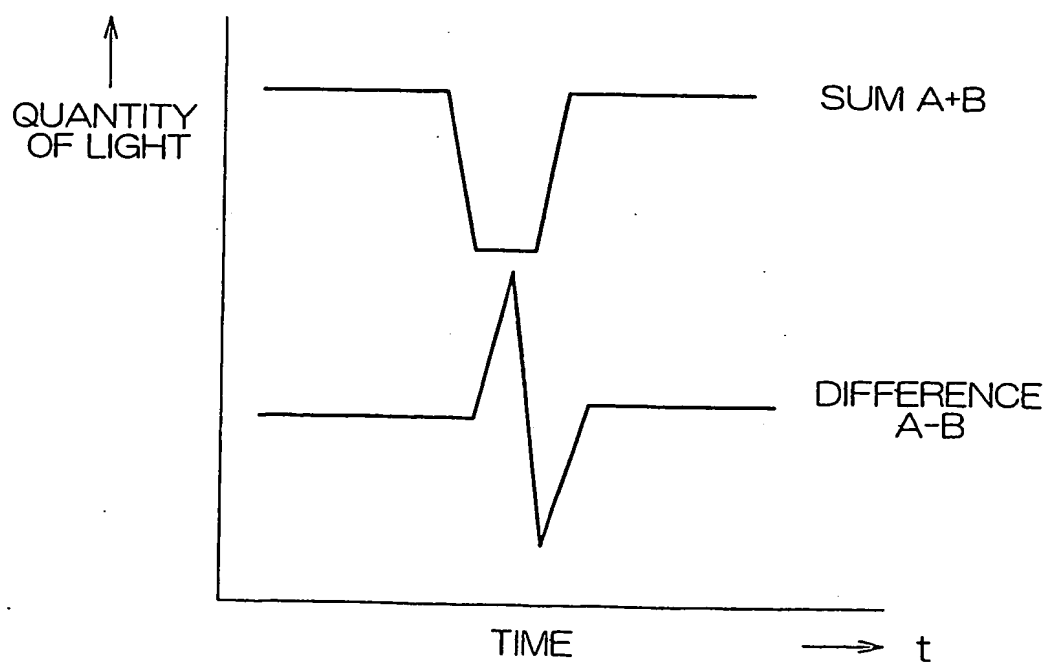 QUANTITY
OF LIGHT
SUM A+B
DIFFERENCE
A-B
TIME
t